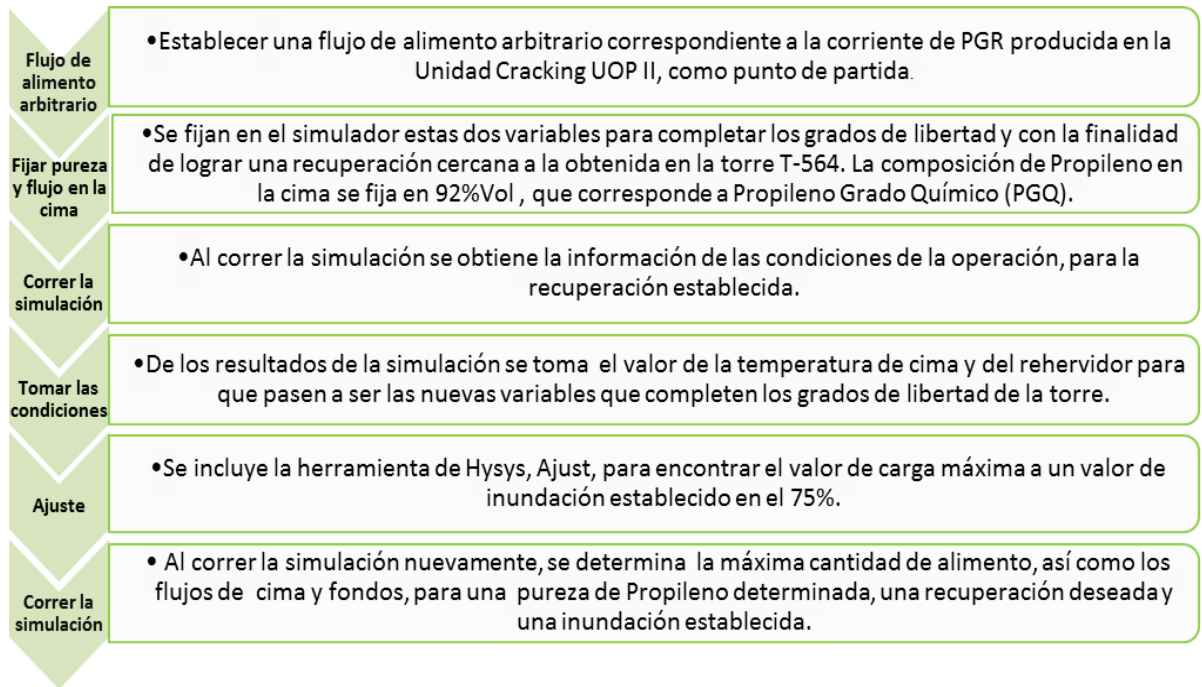 Flujo de
alimento
arbitrario
•Establecer una flujo de alimento arbitrario correspondiente a la corriente de PGR producida en la
Unidad Cracking UOP II, como punto de partida.
Fijar pureza
y flujo en la
cima
•Se fijan en el simulador estas dos variables para completar los grados de libertad y con la finalidad
de lograr una recuperación cercana a la obtenida en la torre T-564. La composición de Propileno en
la cima se fija en 92%Vol , que corresponde a Propileno Grado Químico (PGQ).
Correr la
simulación
•Al correr la simulación se obtiene la información de las condiciones de la operación, para la
recuperación establecida.
Tomar las
condiciones
•De los resultados de la simulación se toma el valor de la temperatura de cima y del rehervidor para
que pasen a ser las nuevas variables que completen los grados de libertad de la torre.
Ajuste
•Se incluye la herramienta de Hysys, Ajust, para encontrar el valor de carga máxima a un valor de
inundación establecido en el 75%.
Correr la
simulación
• Al correr la simulación nuevamente, se determina la máxima cantidad de alimento, así como los
flujos de cima y fondos, para una pureza de Propileno determinada, una recuperación deseada y
una inundación establecida.